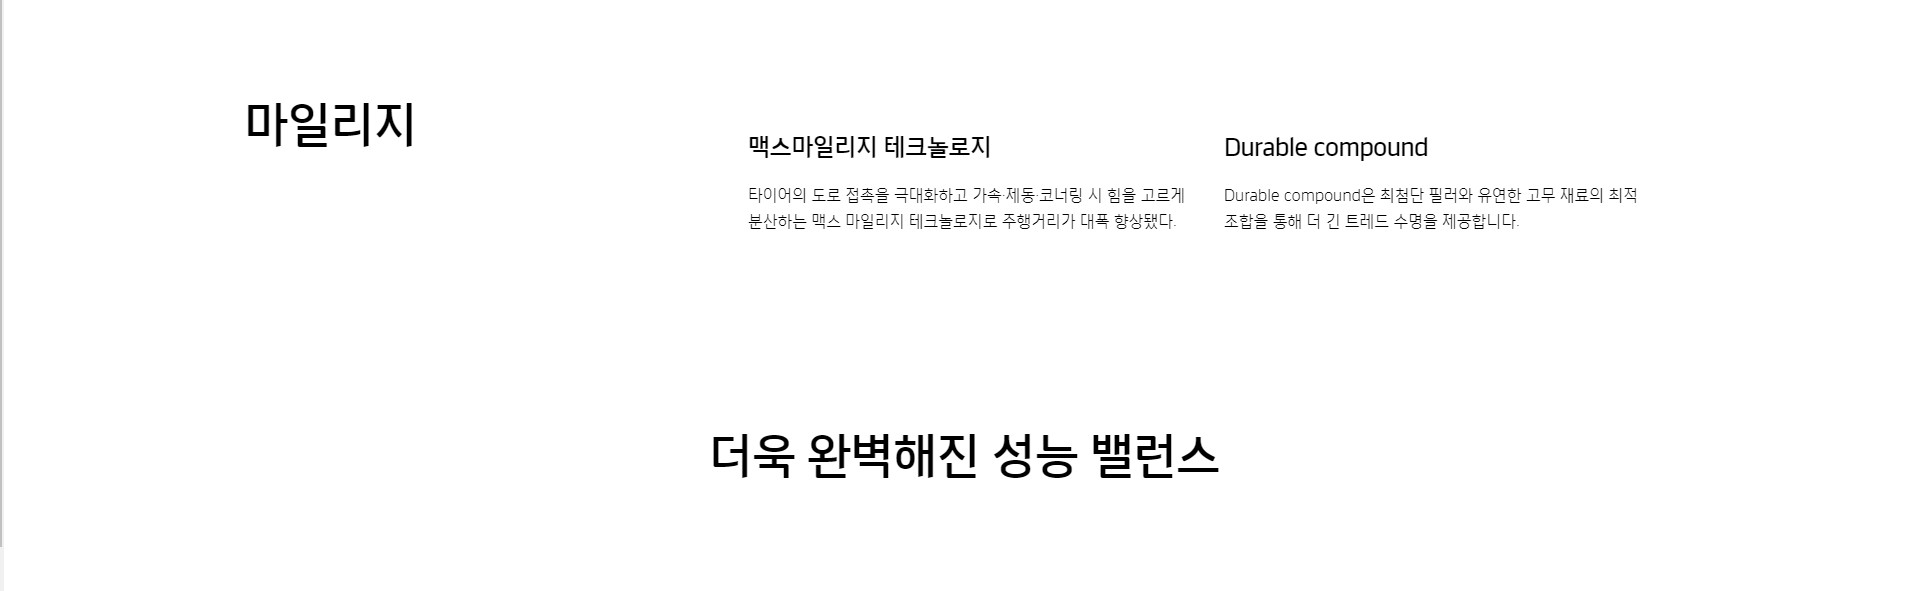 마일리지
맥스마일리지 테크놀로지
타이어의 도로 접촉을 극대화하고 가속·제동·코너링 시 힘을 고르게
분산하는 맥스 마일리지 테크놀로지로 주행거리가 대폭 향상됐다.
Durable compound
Durable compound은 최첨단 필러와 유연한 고무 재료의 최적
조합을 통해 더 긴 트레드 수명을 제공합니다.
더욱 완벽해진 성능 밸런스